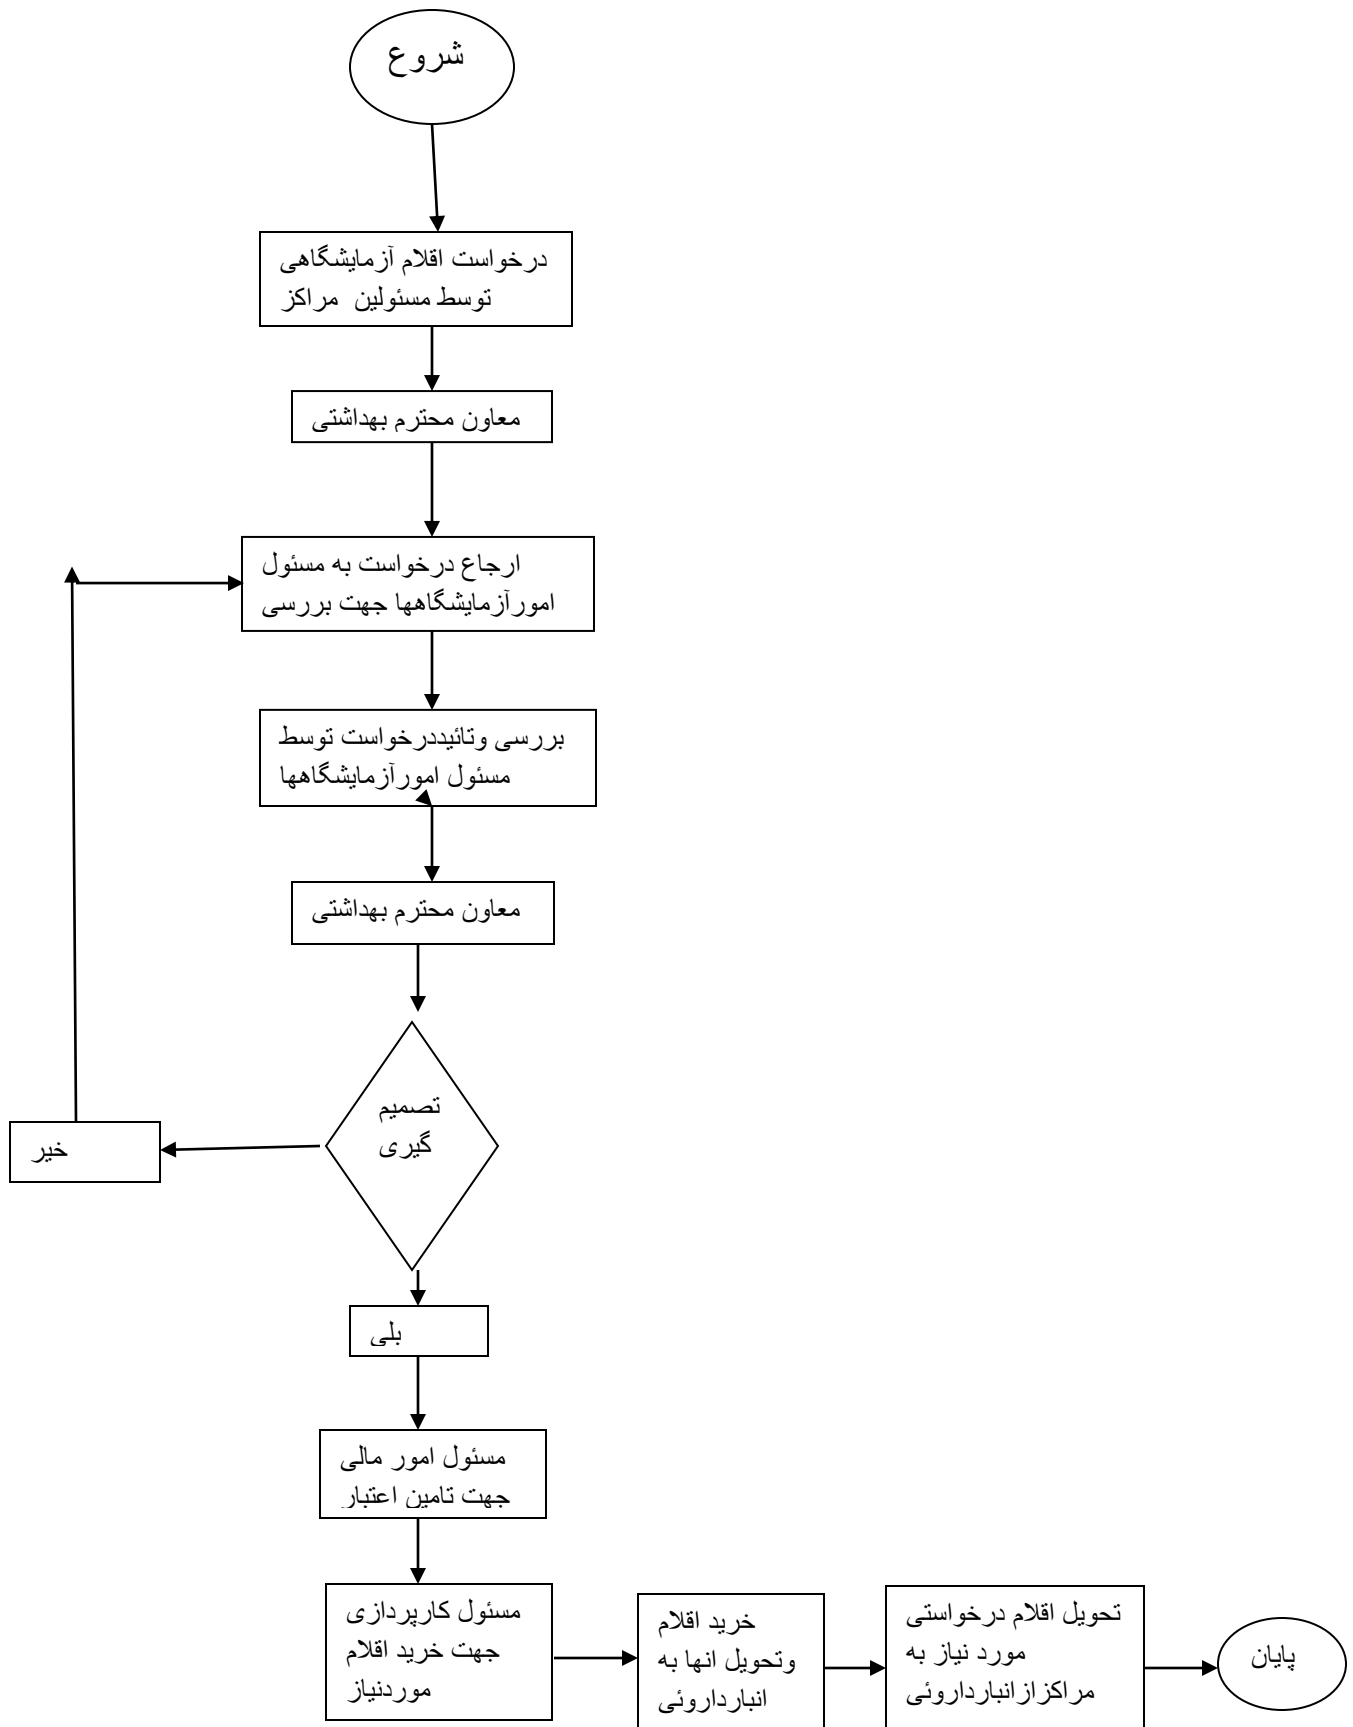 شروع
درخواست اقلام آزمایشگاهی
توسط مسئولین مراکز
معاون محترم بهداشتی
ارجاع درخواست به مسئول
امورآزمایشگاهها جهت بررسی
بررسی وتائیددرخواست توسط
مسئول امورآزمایشگاهها
معاون محترم بهداشتی
تصمیم
گیری
خیر
بلی
مسئول امور مالی
جهت تامین اعتبار
مسئول کارپردازی
جهت خرید اقلام
موردنیاز
خرید اقلام
وتحویل انها به
انبارداروئی
تحویل اقلام درخواستی
مورد نیاز به
مراکزازانبارداروئی
پایان